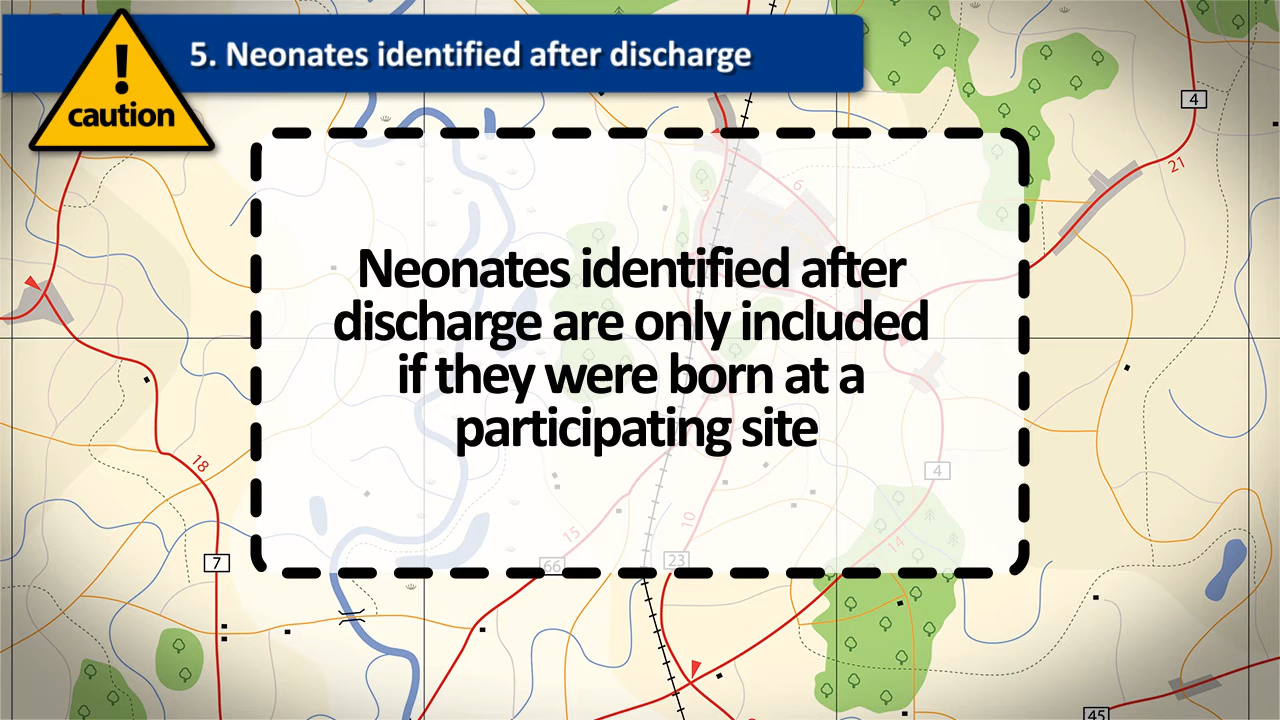 5. Neonates identified after discharge
!
caution
Neonates identified after
discharge are only included
if they were born at a
participating site
4
21
3
6
18
7
4
15
10
14
66
23
45